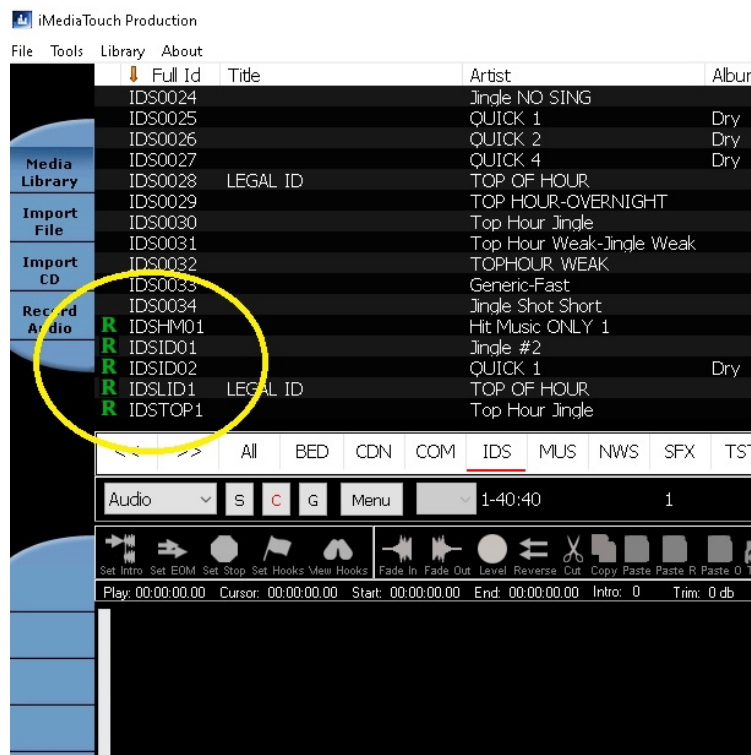 iMediaTouch Production
File Tools Library About
Full Id Title Artist Album
IDS0024 Jingle NO SING
IDS0025 QUICK 1 Dry
IDS0026 QUICK 2 Dry
IDS0027 QUICK 4 Dry
IDS0028 LEGAL ID TOP OF HOUR
IDS0029 TOP HOUR-OVERNIGHT
IDS0030 Top Hour Jingle
IDS0031 Top Hour Weak-Jingle Weak
IDS0032 TOPHOUR WEAK
IDS0033 Generic-Fast
IDS0034 Jingle Shot Short
R IDSHM01 Hit Music ONLY 1
R IDSID01 Jingle #2
R IDSID02 QUICK 1 Dry
R IDSLID1 LEGAL ID TOP OF HOUR
R IDSTOP1 Top Hour Jingle
Media
Library
Import
File
Import
CD
Record
Audio
<< >> All BED CDN COM IDS MUS NWS SFX TST
Audio S C G Menu 1-40:40 1
Set Intro Set EOM Set Stop Set Hooks View Hooks Fade In Fade Out Level Reverse Cut Copy Paste Paste R Paste O
Play: 00:00:00.00 Cursor: 00:00:00.00 Start: 00:00:00.00 End: 00:00:00.00 Intro: 0 Trim: 0 db